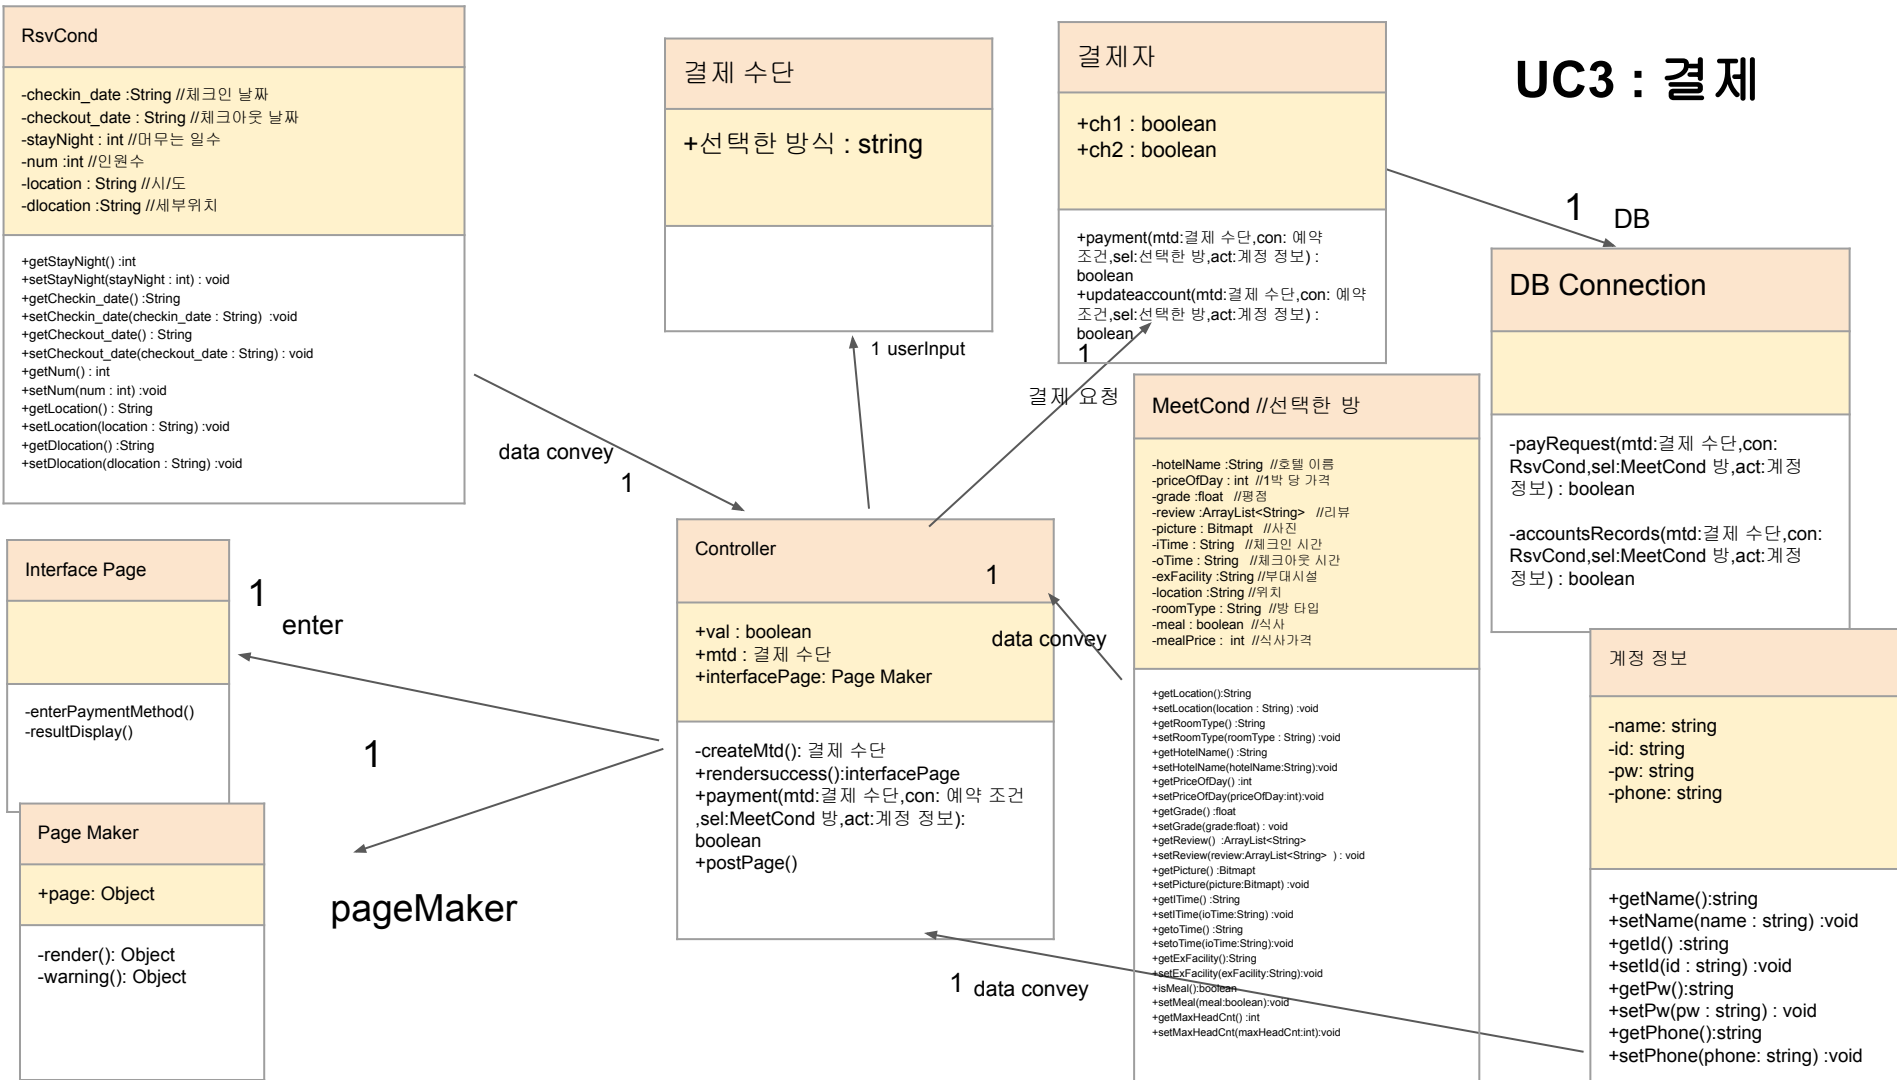 UC3 : 결제
RsvCond
-checkin_date :String //체크인 날짜
-checkout_date : String //체크아웃 날짜
-stayNight : int //머무는 일수
-num :int //인원수
-location : String //시/도
-dlocation :String //세부위치
+getStayNight() :int
+setStayNight(stayNight : int) : void
+getCheckin_date() :String
+setCheckin_date(checkin_date : String)  :void
+getCheckout_date() : String
+setCheckout_date(checkout_date : String) : void
+getNum() : int
+setNum(num : int) :void
+getLocation() : String
+setLocation(location : String) :void
+getDlocation() :String
+setDlocation(dlocation : String) :void
결제 수단
+선택한 방식 : string
1 userInput
결제자
+ch1 : boolean
+ch2 : boolean
+payment(mtd:결제 수단,con: 예약
조건,sel:선택한 방,act:계정 정보) :
boolean
+updateaccount(mtd:결제 수단,con: 예약
조건,sel:선택한 방,act:계정 정보) :
boolean
1
결제 요청
1
DB
DB Connection
-payRequest(mtd:결제 수단,con:
RsvCond,sel:MeetCond 방,act:계정
정보) : boolean
-accountsRecords(mtd:결제 수단,con:
RsvCond,sel:MeetCond 방,act:계정
정보) : boolean
data convey
1
Interface Page
-enterPaymentMethod()
-resultDisplay()
1
enter
1
pageMaker
Page Maker
+page: Object
-render(): Object
-warning(): Object
Controller
+val : boolean
+mtd : 결제 수단
+interfacePage: Page Maker
-createMtd(): 결제 수단
+rendersuccess():interfacePage
+payment(mtd:결제 수단,con: 예약 조건
,sel:MeetCond 방,act:계정 정보):
boolean
+postPage()
1
data convey
1 data convey
MeetCond //선택한 방
-hotelName :String //호텔 이름
-priceOfDay : int //1박 당 가격
-grade :float //평점
-review :ArrayList<String> //리뷰
-picture : Bitmapt //사진
-iTime : String //체크인 시간
-oTime : String //체크아웃 시간
-exFacility :String //부대시설
-location :String //위치
-roomType : String //방 타입
-meal : boolean //식사
-mealPrice : int //식사가격
+getLocation():String
+setLocation(location : String) :void
+getRoomType() :String
+setRoomType(roomType : String) :void
+getHotelName() :String
+setHotelName(hotelName:String):void
+getPriceOfDay() :int
+setPriceOfDay(priceOfDay:int):void
+getGrade() :float
+setGrade(grade:float) : void
+getReview() :ArrayList<String>
+setReview(review:ArrayList<String> ) : void
+getPicture() :Bitmapt
+setPicture(picture:Bitmapt) :void
+getITime() :String
+setITime(ioTime:String) :void
+getoTime() :String
+setoTime(ioTime:String):void
+getExFacility():String
+setExFacility(exFacility:String):void
+isMeal():boolean
+setMeal(meal:boolean):void
+getMaxHeadCnt() :int
+setMaxHeadCnt(maxHeadCnt:int):void
계정 정보
-name: string
-id: string
-pw: string
-phone: string
+getName():string
+setName(name : string) :void
+getId() :string
+setId(id : string) :void
+getPw():string
+setPw(pw : string) : void
+getPhone():string
+setPhone(phone: string) :void